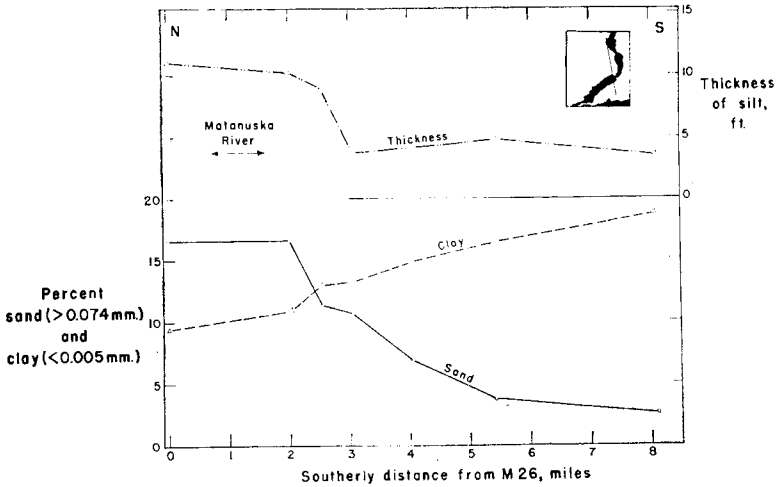 N
S
15
10
5
0
Thickness
of silt,
ft.
Matanuska
River
Thickness
20
15
10
5
0
Clay
Sand
Percent
sand (>0.074mm.)
and
clay (<0.005mm.)
0 1 2 3 4 5 6 7 8
Southerly distance from M 26, miles